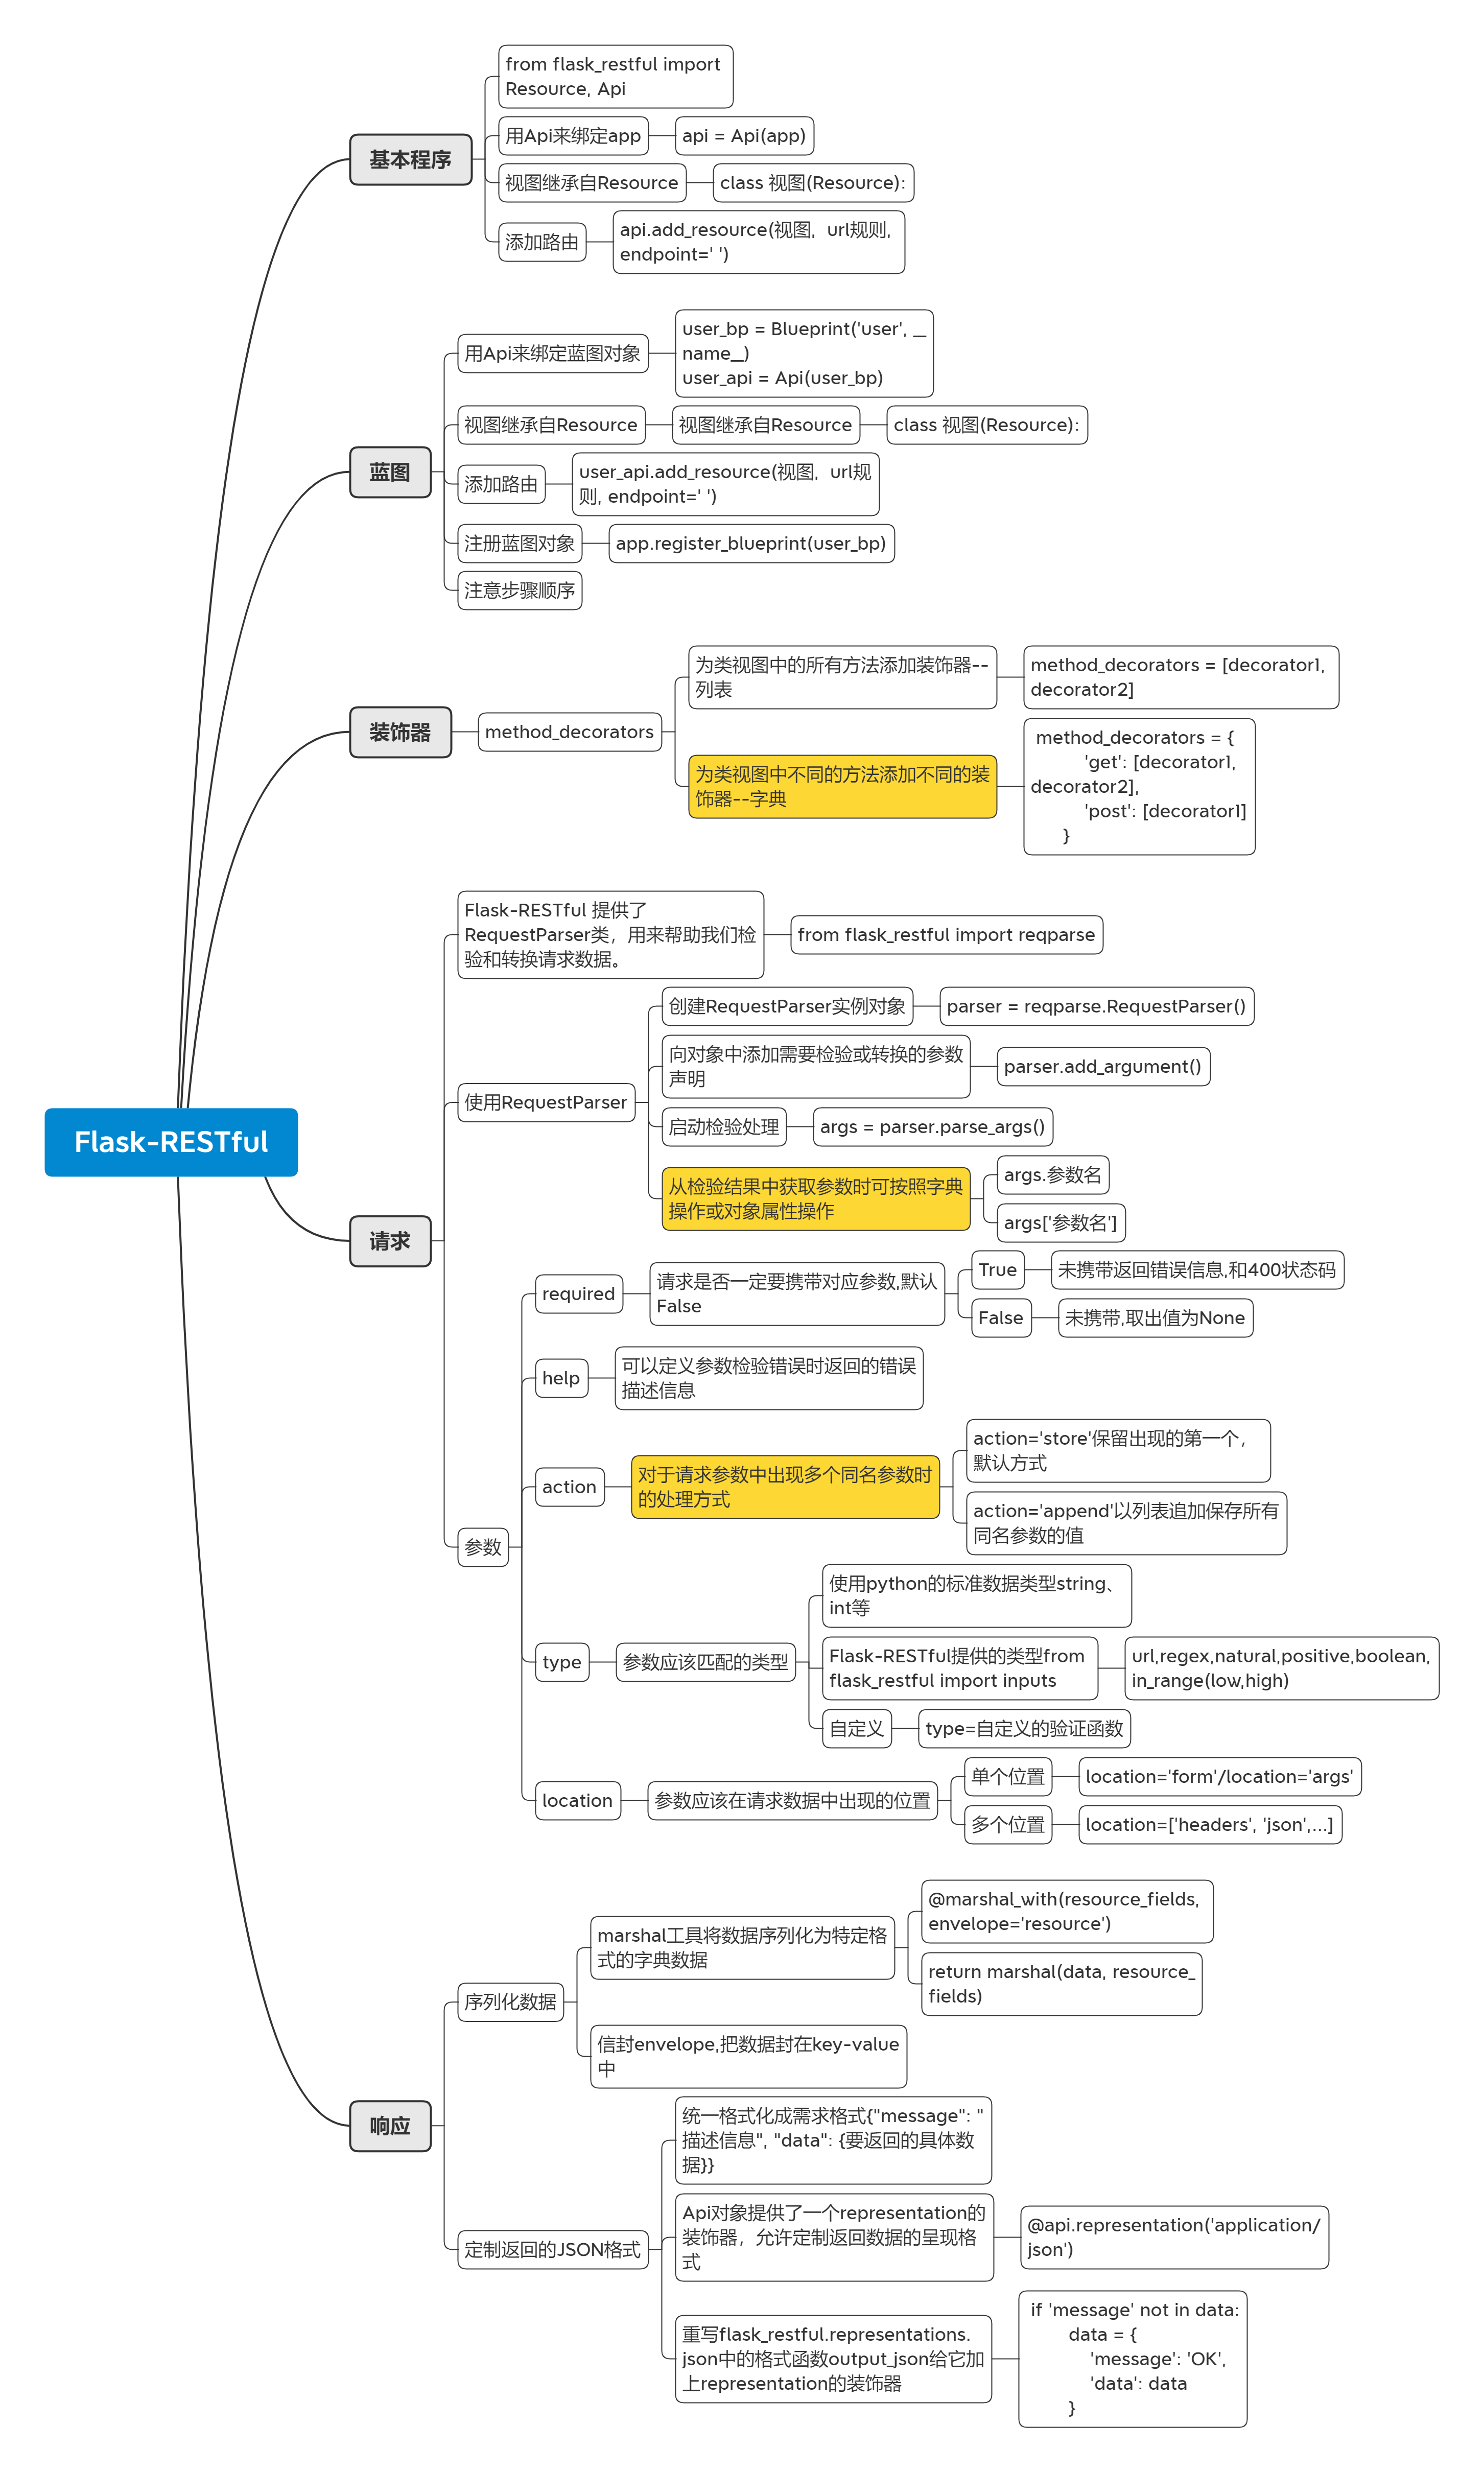 Flask-RESTful
基本程序
from flask_restful import
Resource, Api
用Api来绑定app
api = Api(app)
视图继承自Resource
class 视图(Resource):
添加路由
api.add_resource(视图,  url规则,
endpoint=' ')
蓝图
用Api来绑定蓝图对象
user_bp = Blueprint('user', __
name__)
user_api = Api(user_bp)
视图继承自Resource
视图继承自Resource
class 视图(Resource):
添加路由
user_api.add_resource(视图,  url规
则, endpoint=' ')
注册蓝图对象
app.register_blueprint(user_bp)
注意步骤顺序
装饰器
method_decorators
为类视图中的所有方法添加装饰器--
列表
method_decorators = [decorator1,
decorator2]
为类视图中不同的方法添加不同的装
饰器--字典
method_decorators = {
'get': [decorator1,
decorator2],
'post': [decorator1]
}
请求
Flask-RESTful 提供了
RequestParser类，用来帮助我们检
验和转换请求数据。
from flask_restful import reqparse
使用RequestParser
创建RequestParser实例对象
parser = reqparse.RequestParser()
向对象中添加需要检验或转换的参数
声明
parser.add_argument()
启动检验处理
args = parser.parse_args()
从检验结果中获取参数时可按照字典
操作或对象属性操作
args.参数名
args['参数名']
参数
required
请求是否一定要携带对应参数,默认
False
True
未携带返回错误信息,和400状态码
False
未携带,取出值为None
help
可以定义参数检验错误时返回的错误
描述信息
action
对于请求参数中出现多个同名参数时
的处理方式
action='store'保留出现的第一个，
默认方式
action='append'以列表追加保存所有
同名参数的值
type
参数应该匹配的类型
使用python的标准数据类型string、
int等
Flask-RESTful提供的类型from
flask_restful import inputs
url,regex,natural,positive,boolean,
in_range(low,high)
自定义
type=自定义的验证函数
location
参数应该在请求数据中出现的位置
单个位置
location='form'/location='args'
多个位置
location=['headers', 'json',...]
响应
序列化数据
marshal工具将数据序列化为特定格
式的字典数据
@marshal_with(resource_fields,
envelope='resource')
return marshal(data, resource_
fields)
信封envelope,把数据封在key-value
中
定制返回的JSON格式
统一格式化成需求格式{"message": "
描述信息", "data": {要返回的具体数
据}}
Api对象提供了一个representation的
装饰器，允许定制返回数据的呈现格
式
@api.representation('application/
json')
重写flask_restful.representations.
json中的格式函数output_json给它加
上representation的装饰器
if 'message' not in data:
data = {
'message': 'OK',
'data': data
}